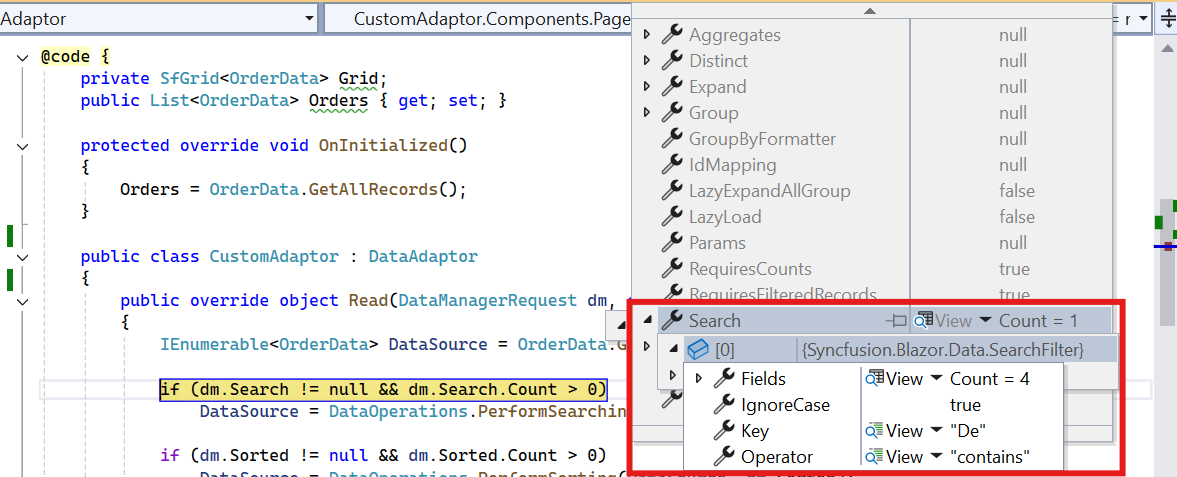 Adaptor
CustomAdaptor.Components.Page
@code {
private SfGrid<OrderData> Grid;
public List<OrderData> Orders { get; set; }
protected override void OnInitialized()
{
Orders = OrderData.GetAllRecords();
}
public class CustomAdaptor : DataAdaptor
{
public override object Read(DataManagerRequest dm,
{
IEnumerable<OrderData> DataSource = OrderData.G
if (dm.Search != null && dm.Search.Count > 0)
DataSource = DataOperations.PerformSearchin
if (dm.Sorted != null && dm.Sorted.Count > 0)
Aggregates null
Distinct null
Expand null
Group null
GroupByFormatter null
IdMapping null
LazyExpandAllGroup false
LazyLoad false
Params null
RequiresCounts true
RequiresFilteredRecords true
Search View Count = 1
[0] {Syncfusion.Blazor.Data.SearchFilter}
Fields View Count = 4
IgnoreCase true
Key View "De"
Operator View "contains"